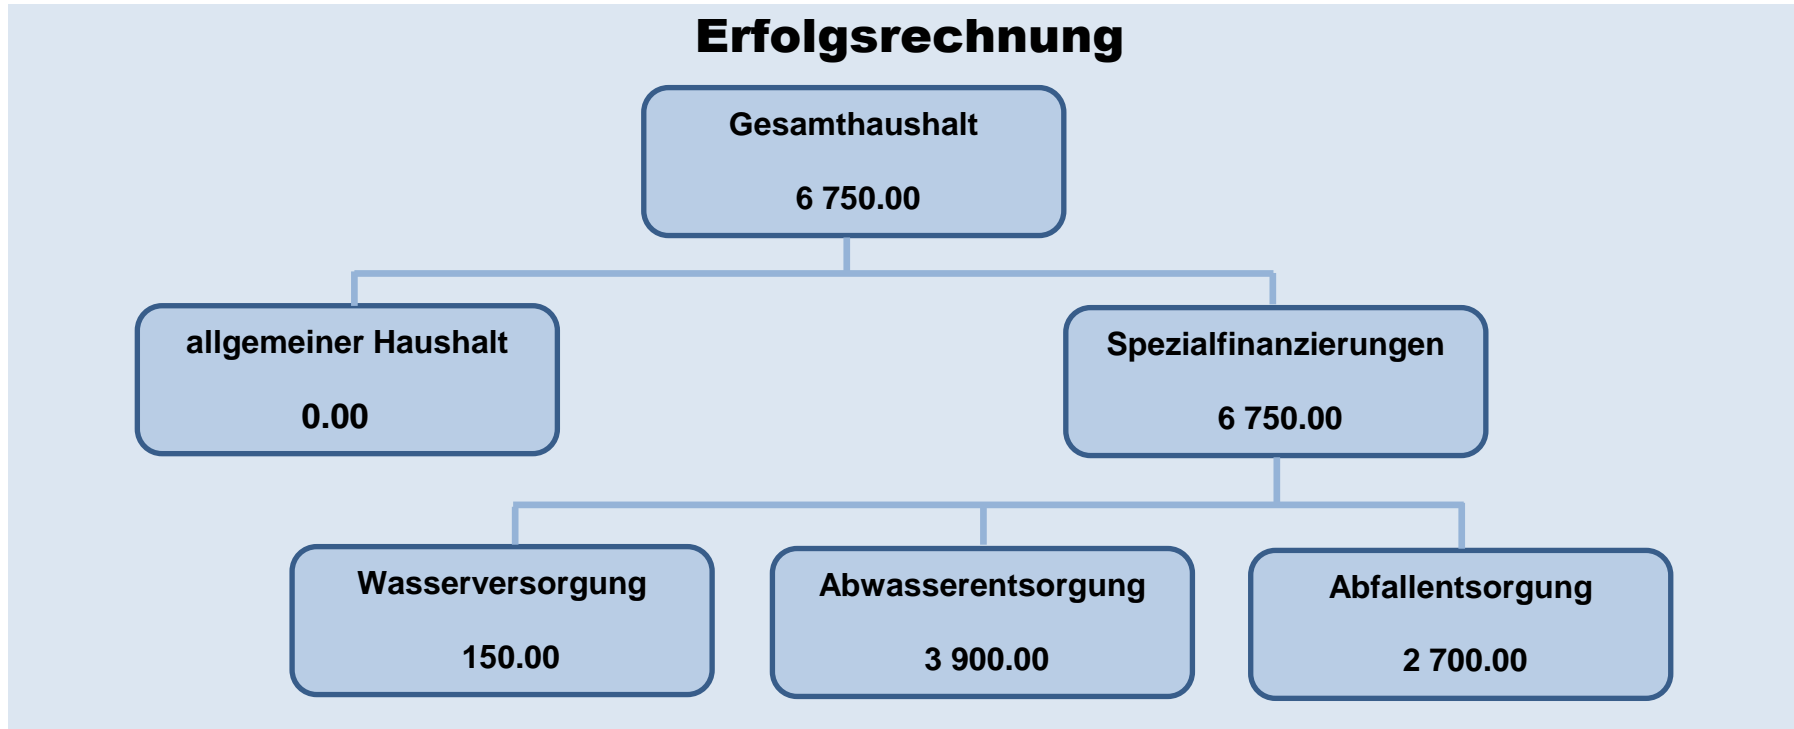 Erfolgsrechnung
Gesamthaushalt
6 750.00
allgemeiner Haushalt
0.00
Spezialfinanzierungen
6 750.00
Wasserversorgung
150.00
Abwasserentsorgung
3 900.00
Abfallentsorgung
2 700.00